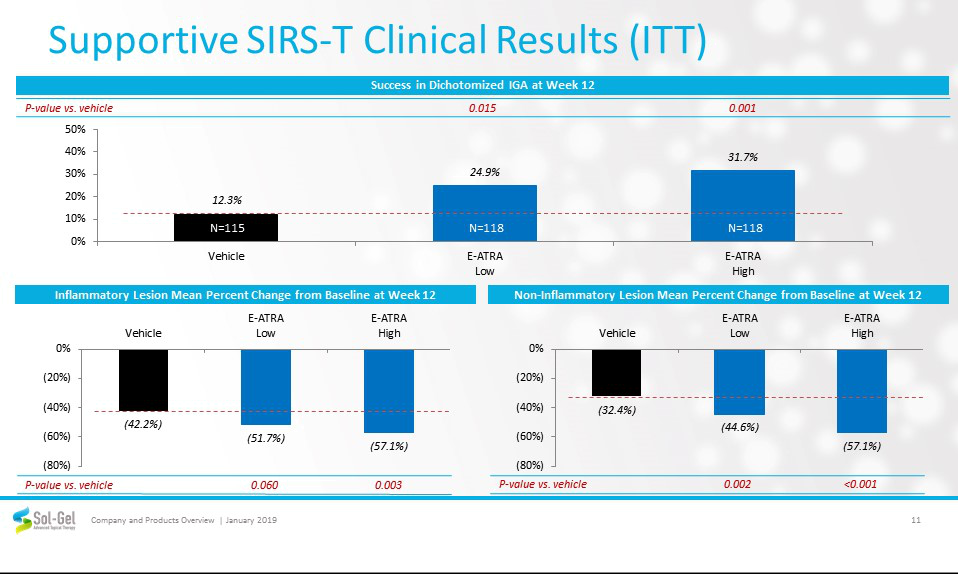 Supportive SIRS-T Clinical Results (ITT)
Success in Dichotomized IGA at Week 12
P-value vs. vehicle 0.015 0.001
50%
40%
30%
20%
10%
0%
12.3%
24.9%
31.7%
N=115
N=118
N=118
Vehicle
E-ATRA
Low
E-ATRA
High
Inflammatory Lesion Mean Percent Change from Baseline at Week 12
Vehicle
E-ATRA
Low
E-ATRA
High
0%
(20%)
(40%)
(60%)
(80%)
(42.2%)
(51.7%)
(57.1%)
P-value vs. vehicle 0.060 0.003
Non-Inflammatory Lesion Mean Percent Change from Baseline at Week 12
Vehicle
E-ATRA
Low
E-ATRA
High
0%
(20%)
(40%)
(60%)
(80%)
(32.4%)
(44.6%)
(57.1%)
P-value vs. vehicle 0.002 <0.001
Sol-Gel
Advanced Topical Therapy
Company and Products Overview | January 2019
11